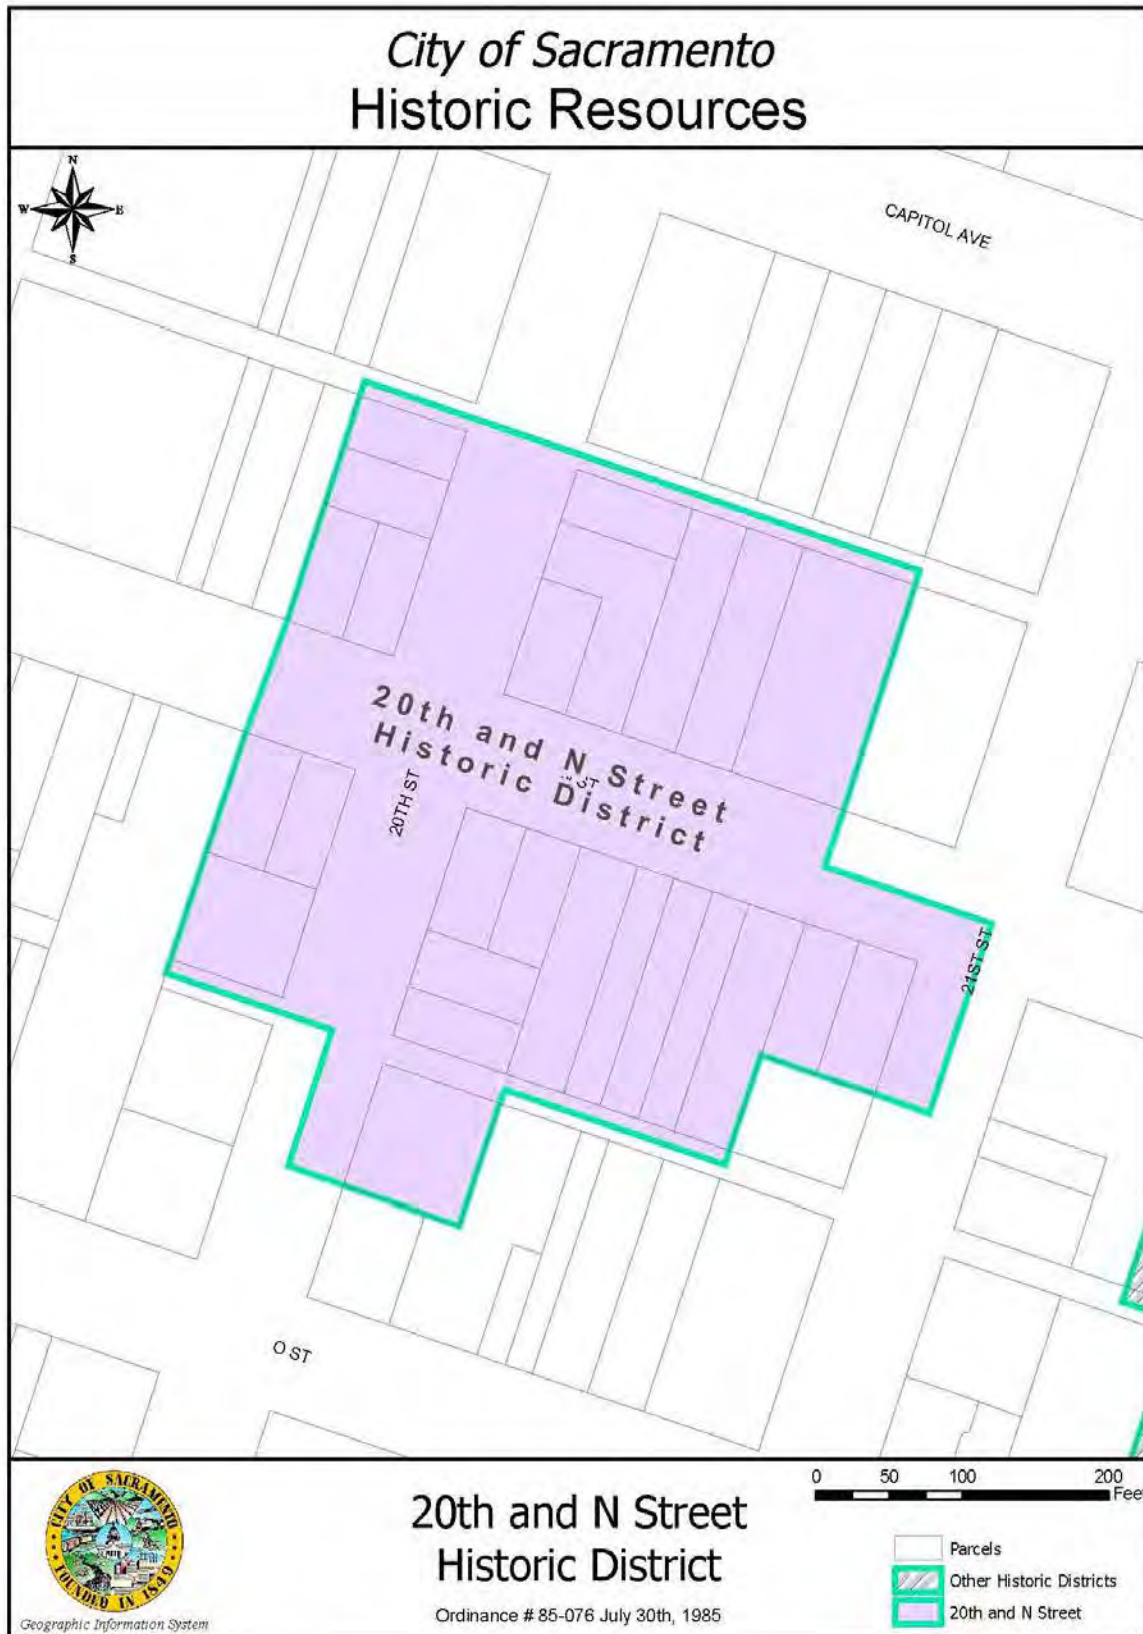 City of Sacramento
Historic Resources
N
W E
S
CAPITOL AVE
20th and N Street
Historic District
ST
20TH ST
21ST ST
O ST
CITY OF SACRAMENTO
FOUNDED IN 1849
Geographic Information System
20th and N Street
Historic District
Ordinance # 85-076 July 30th, 1985
0 50 100 200
Feet
Parcels
Other Historic Districts
20th and N Street